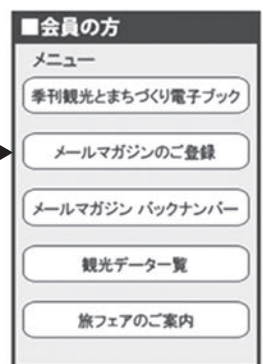 ■会員の方
メニュー
季刊観光とまちづくり電子ブック
メールマガジンのご登録
メールマガジン バックナンバー
観光データ一覧
旅フェアのご案内